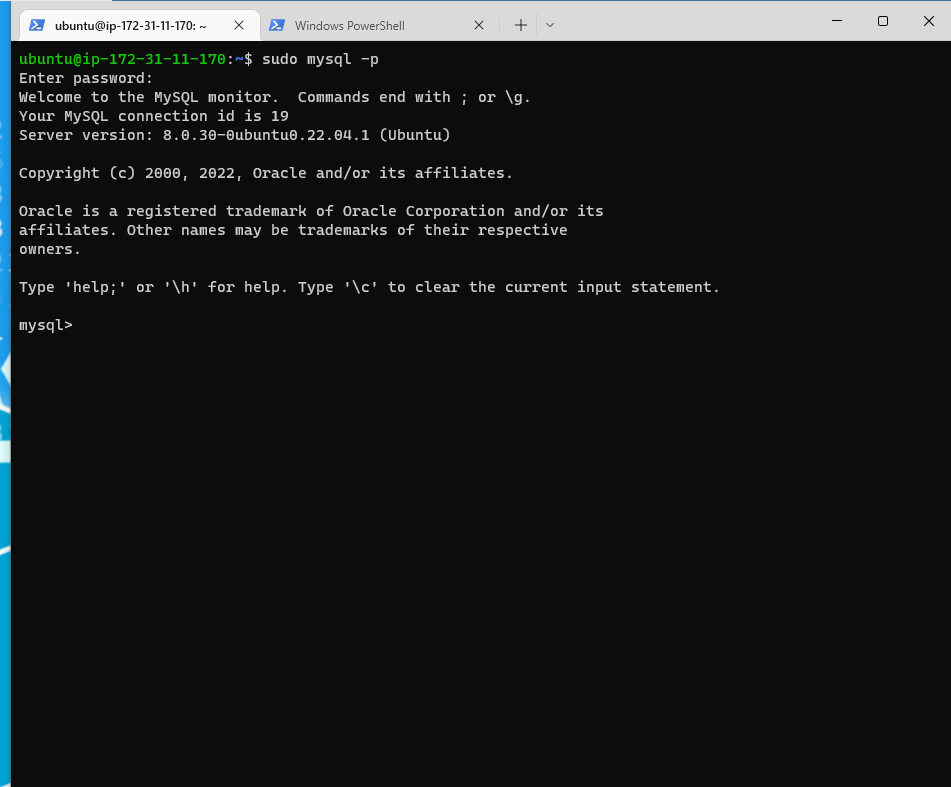 ubuntu@ip-172-31-11-170: ~
Windows PowerShell
ubuntu@ip-172-31-11-170:~$ sudo mysql -p
Enter password:
Welcome to the MySQL monitor.  Commands end with ; or \g.
Your MySQL connection id is 19
Server version: 8.0.30-0ubuntu0.22.04.1 (Ubuntu)
Copyright (c) 2000, 2022, Oracle and/or its affiliates.
Oracle is a registered trademark of Oracle Corporation and/or its
affiliates. Other names may be trademarks of their respective
owners.
Type 'help;' or '\h' for help. Type '\c' to clear the current input statement.
mysql>